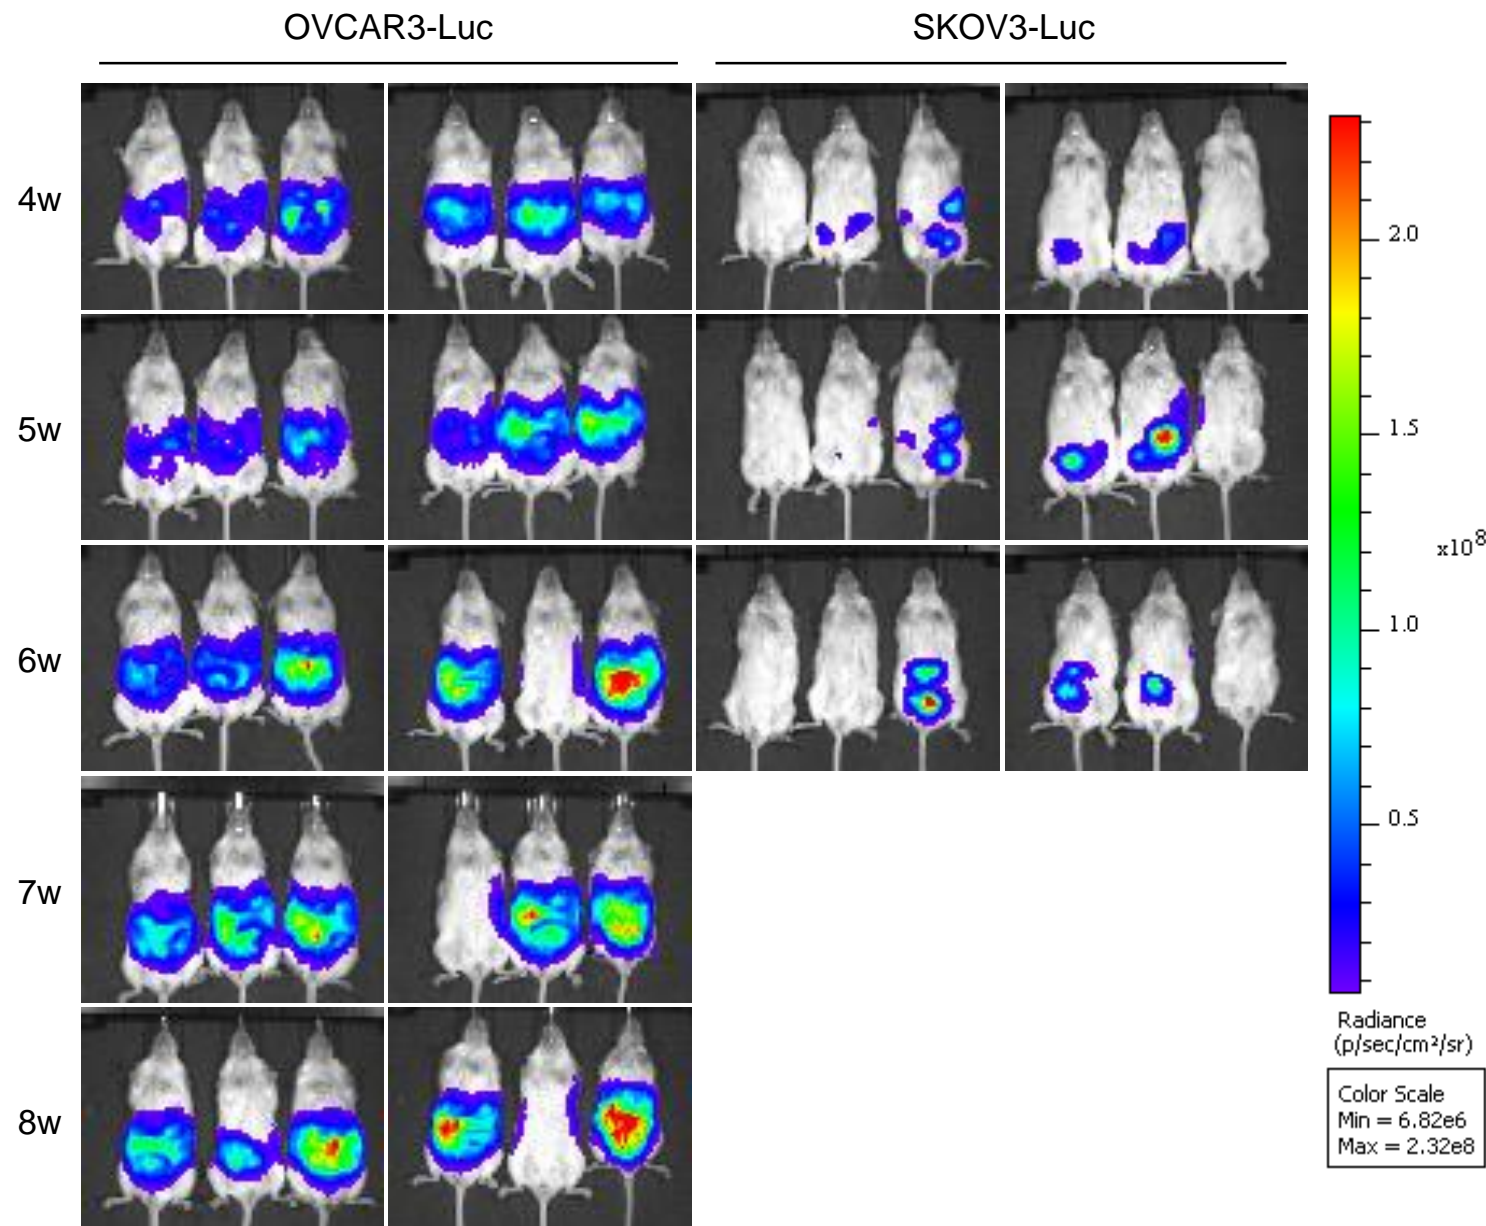 OVCAR3-Luc
SKOV3-Luc
4w
5w
6w
7w
8w
2.0
1.5
x10⁸
1.0
0.5
Radiance
(p/sec/cm²/sr)
Color Scale
Min = 6.82e6
Max = 2.32e8